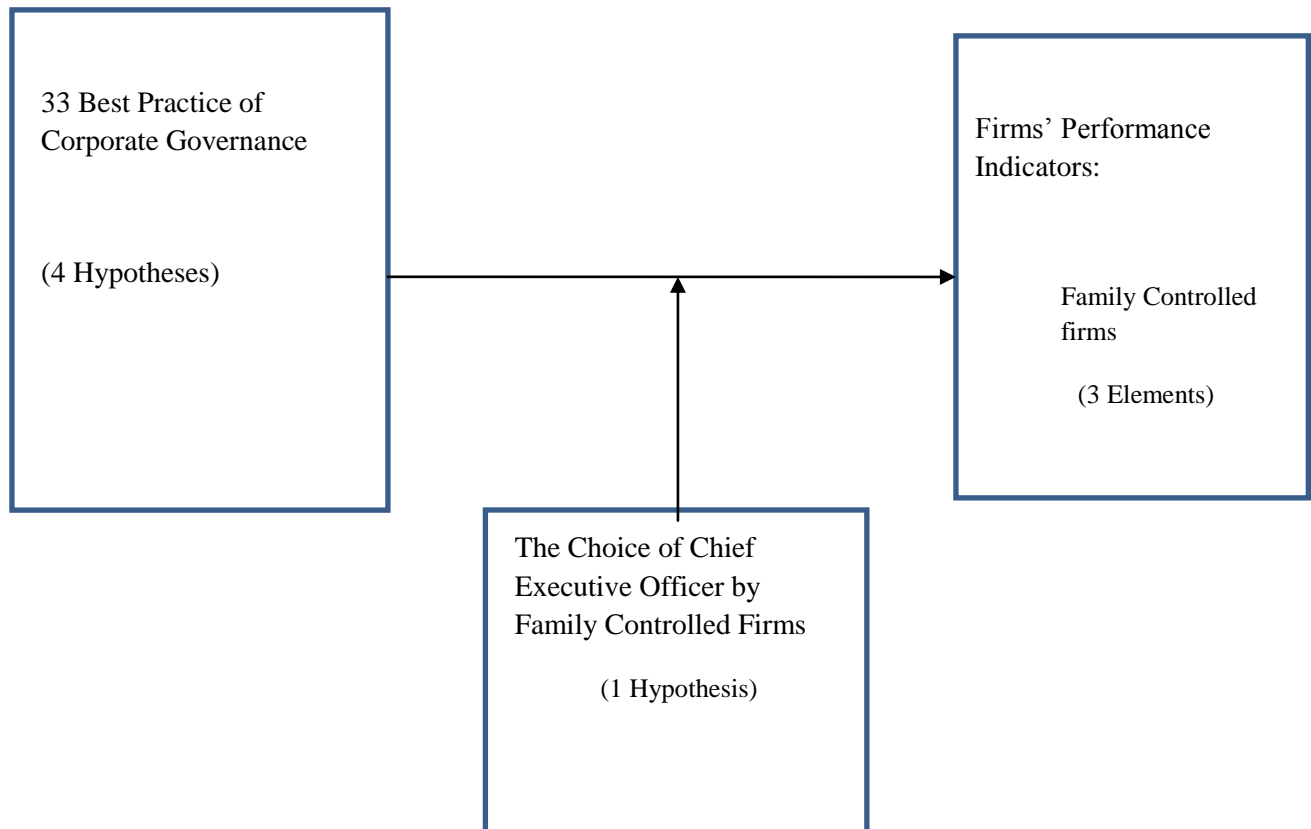 33 Best Practice of
Corporate Governance
(4 Hypotheses)
Firms’ Performance
Indicators:
Family Controlled
firms
(3 Elements)
The Choice of Chief
Executive Officer by
Family Controlled Firms
(1 Hypothesis)